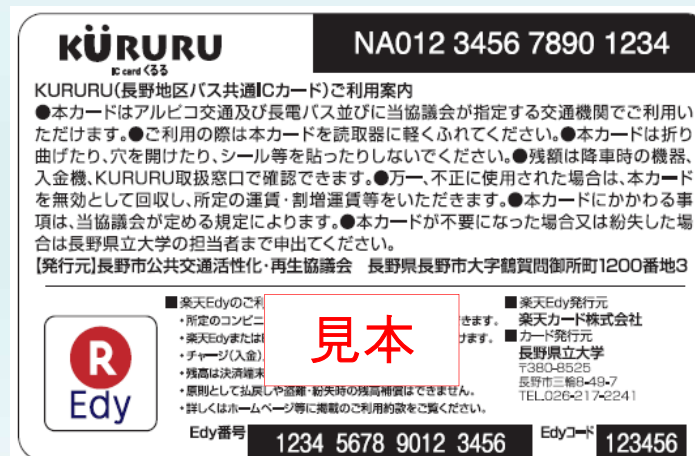 KURURU
IC card くるる
NA012 3456 7890 1234
KURURU(長野地区バス共通ICカード)ご利用案内
●本カードはアルピコ交通及び長電バス並びに当協議会が指定する交通機関でご利用い
ただけます。●ご利用の際は本カードを読取器に軽くふれてください。●本カードは折り
曲げたり、穴を開けたり、シール等を貼ったりしないでください。●残額は降車時の機器、
入金機、KURURU取扱窓口で確認できます。●万一、不正に使用された場合は、本カード
を無効として回収し、所定の運賃・割増運賃等をいただきます。●本カードにかかわる事
項は、当協議会が定める規定によります。●本カードが不要になった場合又は紛失した場
合は長野県立大学の担当者まで申出てください。
【発行元】長野市公共交通活性化・再生協議会 長野県長野市大字鶴賀問御所町1200番地3
R
Edy
■楽天Edyのご利
・所定のコンビニ
きます。
・楽天Edyまたは
けます。
・チャージ(入金)
・残高は決済端末
・原則として払戻しや盗難・紛失時の残高補償はできません。
・詳しくはホームページ等に掲載のご利用約款をご覧ください。
見本
■楽天Edy発行元
楽天カード株式会社
■カード発行元
長野県立大学
〒380-8525
長野市三輪8-49-7
TEL.026-217-2241
Edy番号 1234 5678 9012 3456
Edyコード 123456